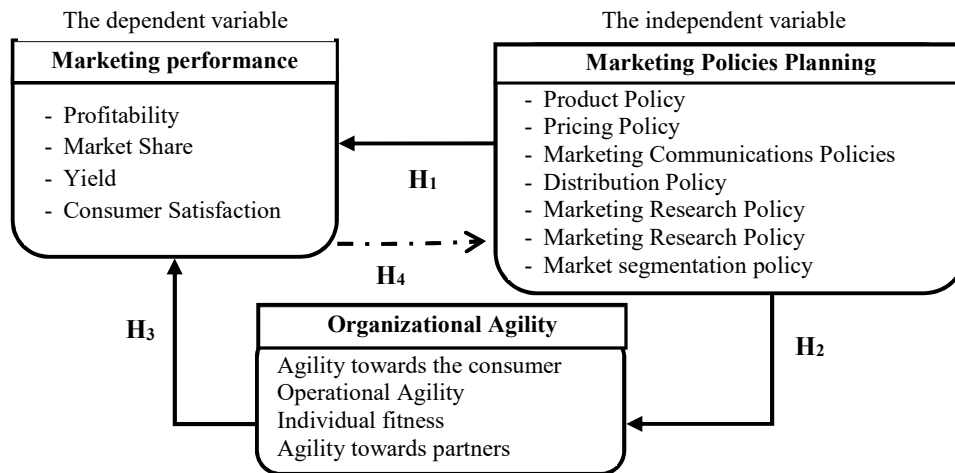 The dependent variable
Marketing performance
- Profitability
- Market Share
- Yield
- Consumer Satisfaction
The independent variable
Marketing Policies Planning
- Product Policy
- Pricing Policy
- Marketing Communications Policies
- Distribution Policy
- Marketing Research Policy
- Marketing Research Policy
- Market segmentation policy
H1
H4
H3
H2
Organizational Agility
Agility towards the consumer
Operational Agility
Individual fitness
Agility towards partners